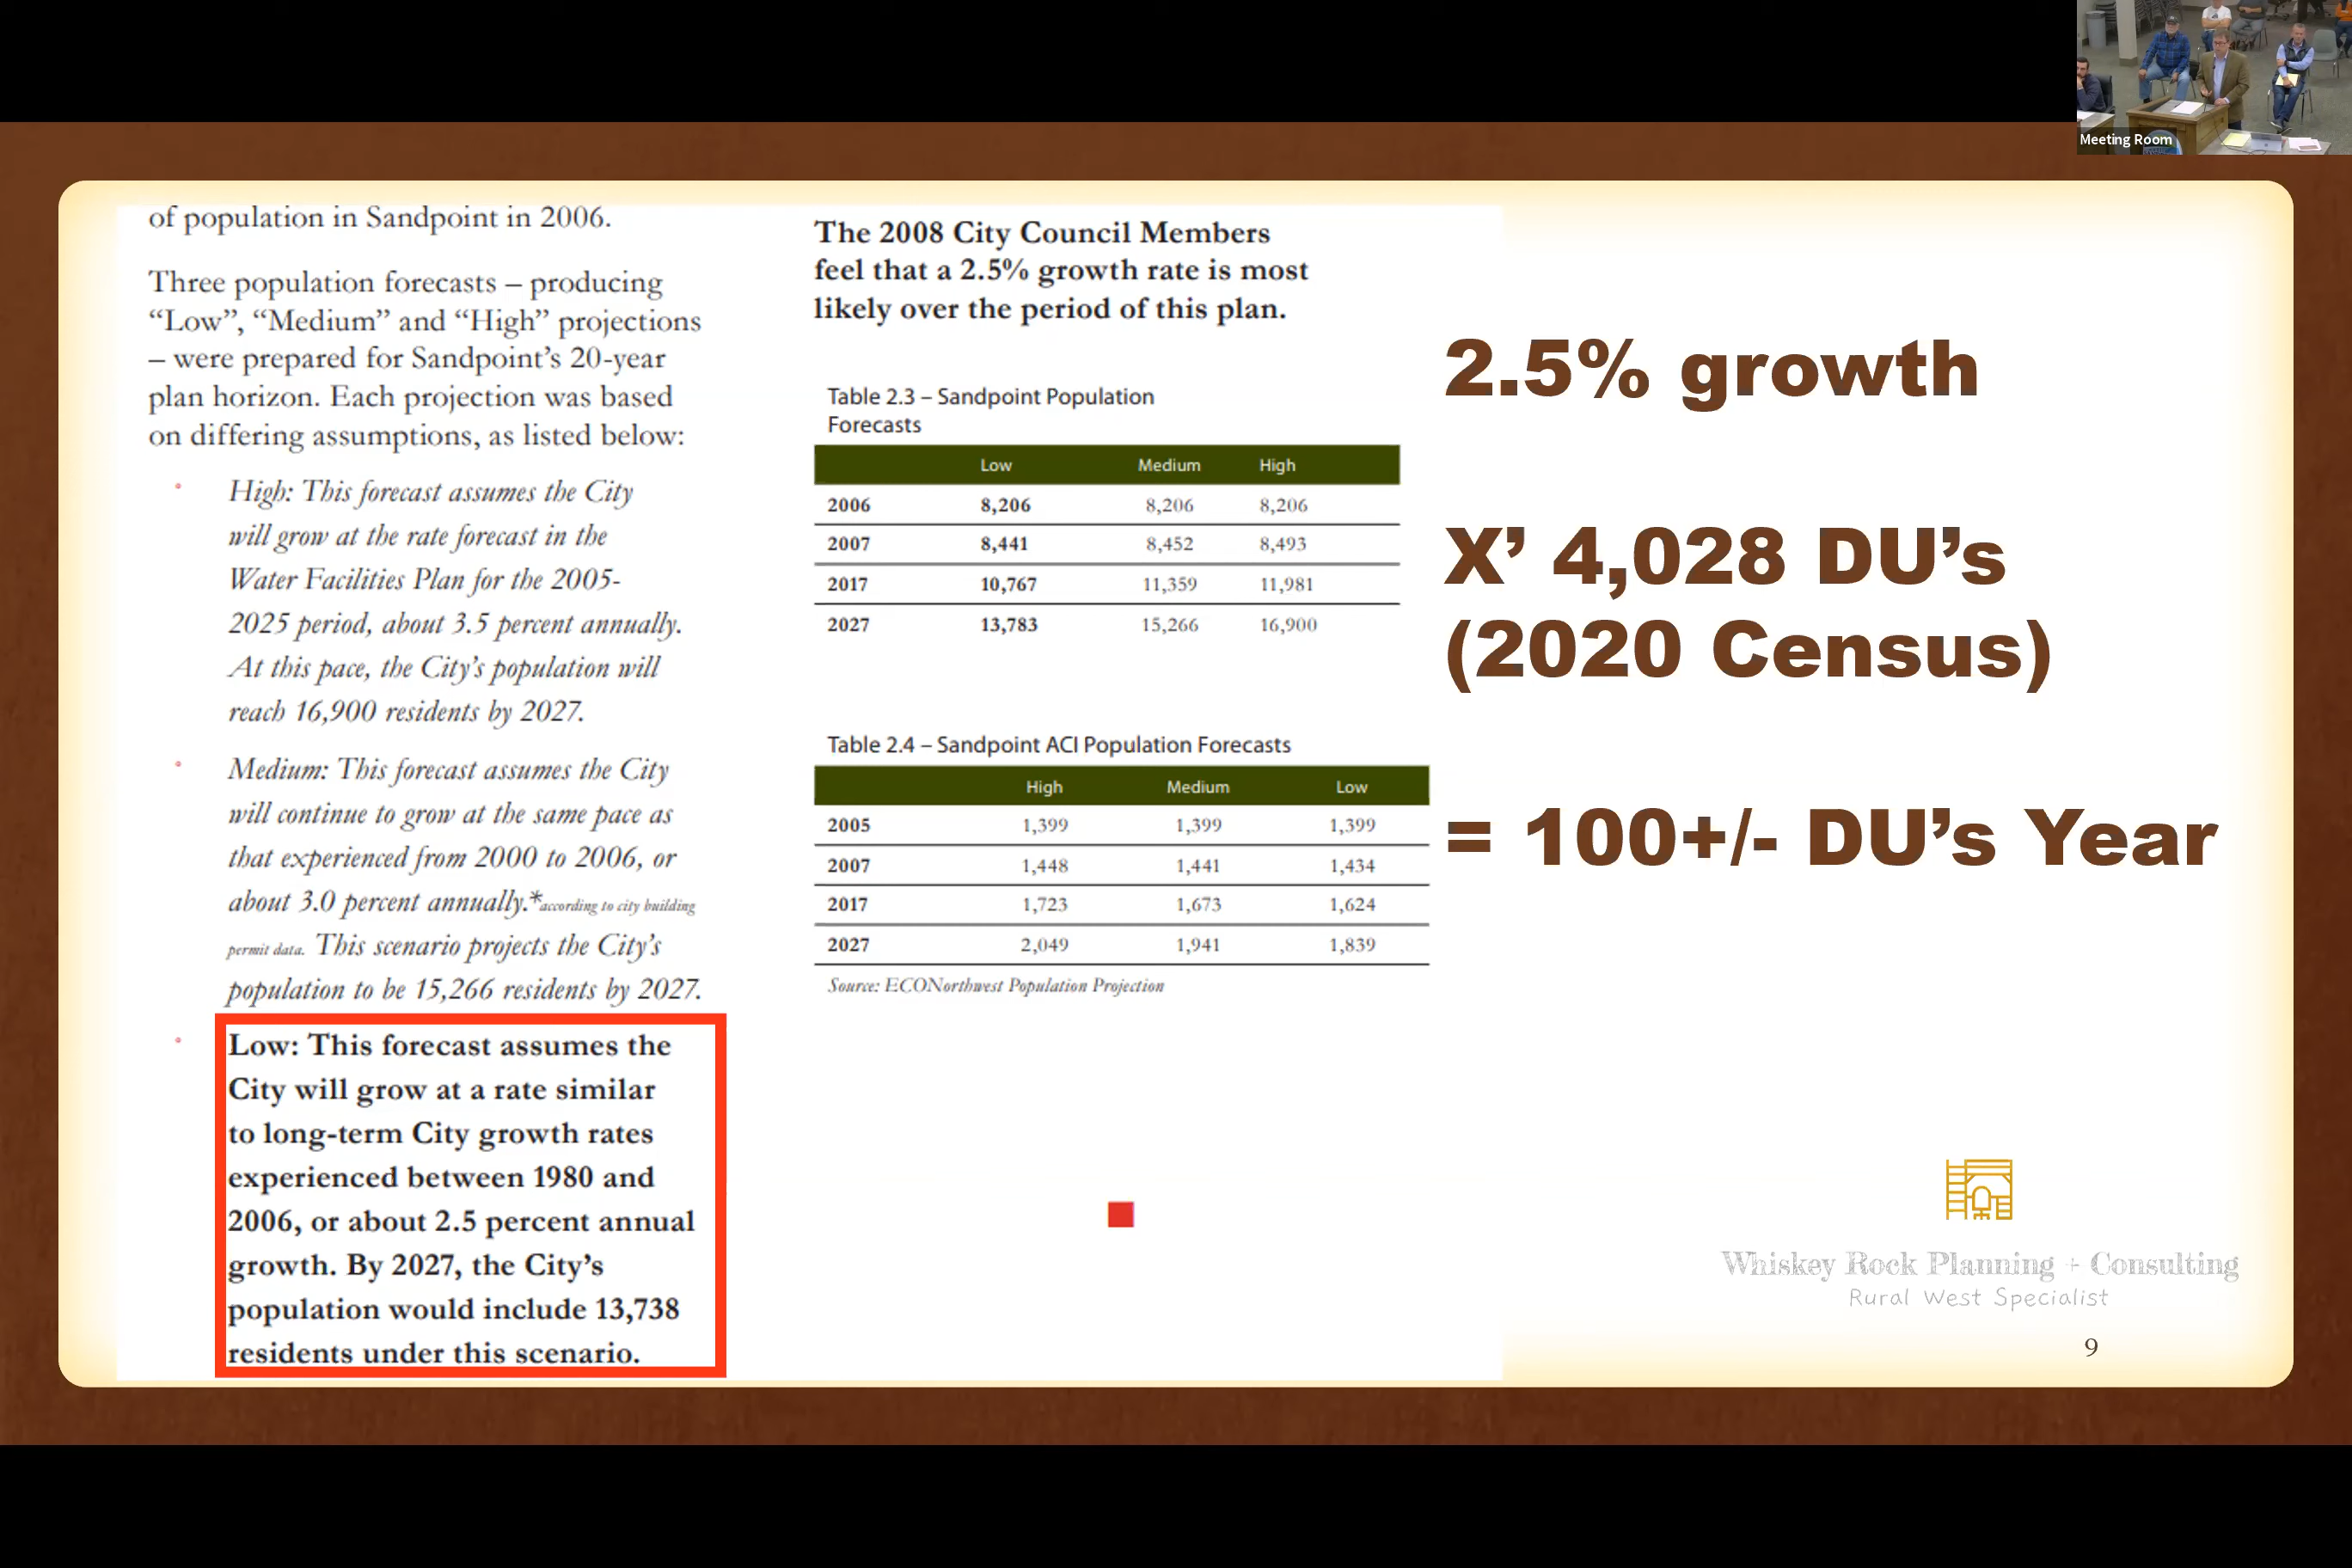 Meeting Room
of population in Sandpoint in 2006.
Three population forecasts – producing
“Low”, “Medium” and “High” projections
– were prepared for Sandpoint’s 20-year
plan horizon. Each projection was based
on differing assumptions, as listed below:
• High: This forecast assumes the City
will grow at the rate forecast in the
Water Facilities Plan for the 2005-
2025 period, about 3.5 percent annually.
At this pace, the City’s population will
reach 16,900 residents by 2027.
• Medium: This forecast assumes the City
will continue to grow at the same pace as
that experienced from 2000 to 2006, or
about 3.0 percent annually.*according to city building
permit data. This scenario projects the City’s
population to be 15,266 residents by 2027.
• Low: This forecast assumes the
City will grow at a rate similar
to long-term City growth rates
experienced between 1980 and
2006, or about 2.5 percent annual
growth. By 2027, the City’s
population would include 13,738
residents under this scenario.
The 2008 City Council Members
feel that a 2.5% growth rate is most
likely over the period of this plan.
Table 2.3 – Sandpoint Population
Forecasts
Low Medium High
2006 8,206 8,206 8,206
2007 8,441 8,452 8,493
2017 10,767 11,359 11,981
2027 13,783 15,266 16,900
Table 2.4 – Sandpoint ACI Population Forecasts
High Medium Low
2005 1,399 1,399 1,399
2007 1,448 1,441 1,434
2017 1,723 1,673 1,624
2027 2,049 1,941 1,839
Source: ECONorthwest Population Projection
2.5% growth
X’ 4,028 DU’s
(2020 Census)
= 100+/- DU’s Year
Whiskey Rock Planning + Consulting
Rural West Specialist
9